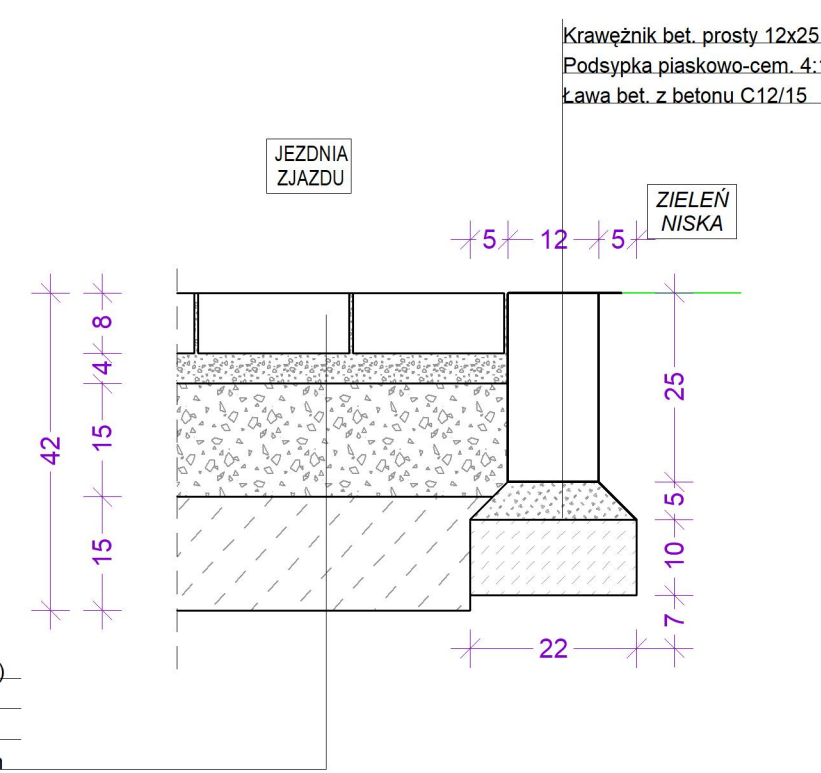 Krawężnik bet. prosty 12x25
Podsypka piaskowo-cem. 4:
Ława bet. z betonu C12/15
JEZDNIA
ZJAZDU
ZIELEŃ
NISKA
5 12 5
8
4
15
15
42
25
5
10
7
22
)